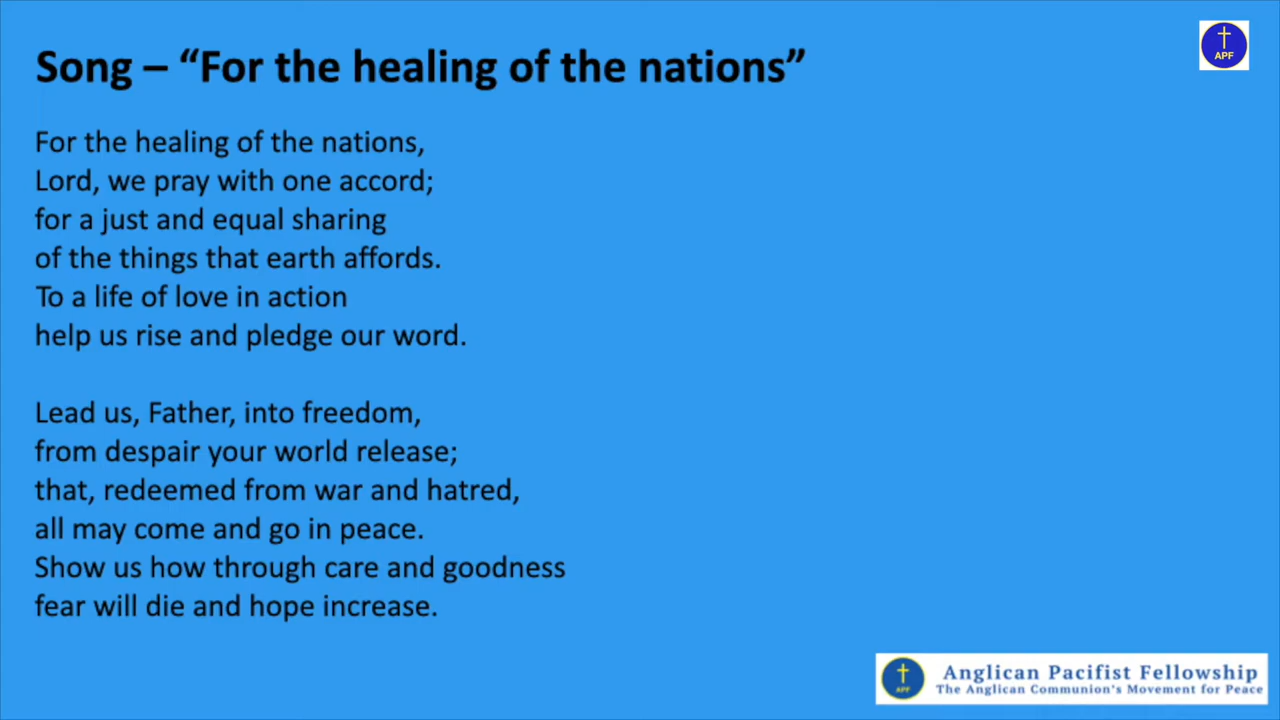 Song – “For the healing of the nations”
APF
For the healing of the nations,
Lord, we pray with one accord;
for a just and equal sharing
of the things that earth affords.
To a life of love in action
help us rise and pledge our word.
Lead us, Father, into freedom,
from despair your world release;
that, redeemed from war and hatred,
all may come and go in peace.
Show us how through care and goodness
fear will die and hope increase.
APF
Anglican Pacifist Fellowship
The Anglican Communion's Movement for Peace